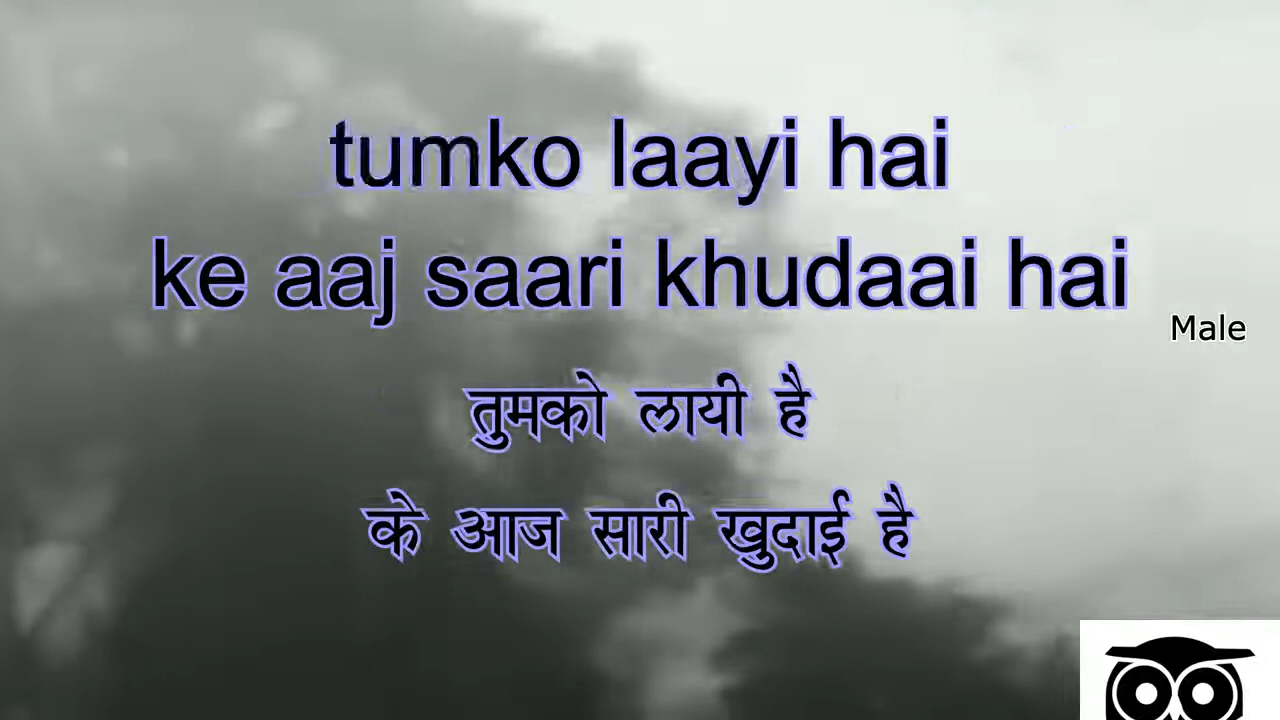 tumko laayi hai
ke aaj saari khudaai hai
Male
तुमको लायी है
के आज सारी खुदाई है